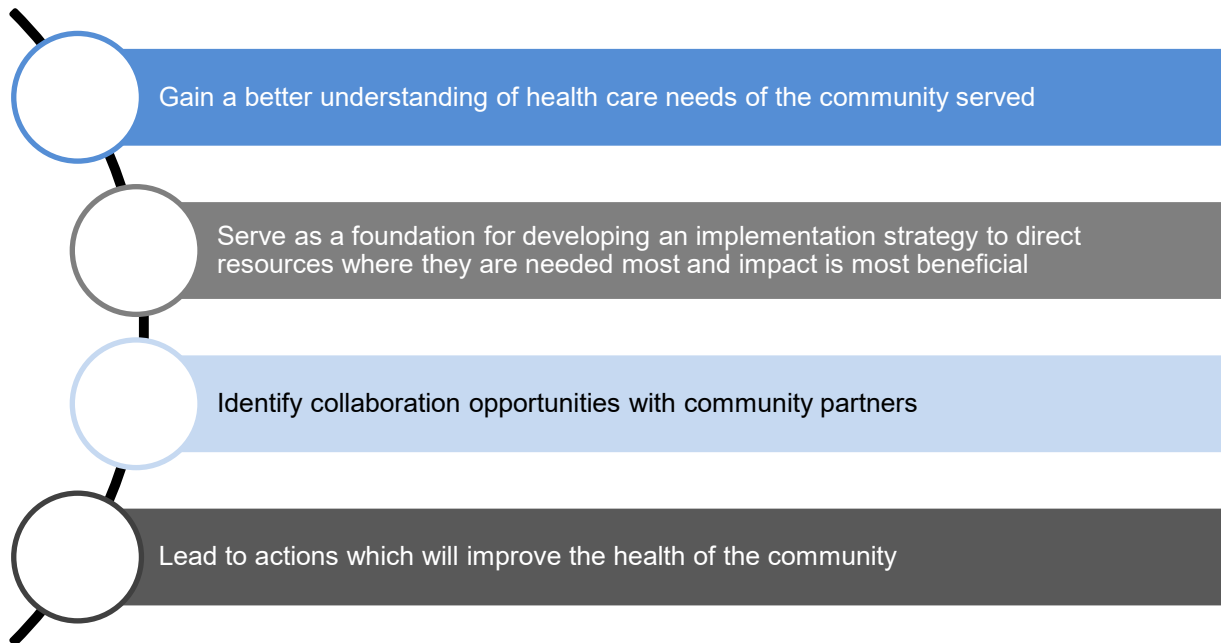 Gain a better understanding of health care needs of the community served
Serve as a foundation for developing an implementation strategy to direct
resources where they are needed most and impact is most beneficial
Identify collaboration opportunities with community partners
Lead to actions which will improve the health of the community